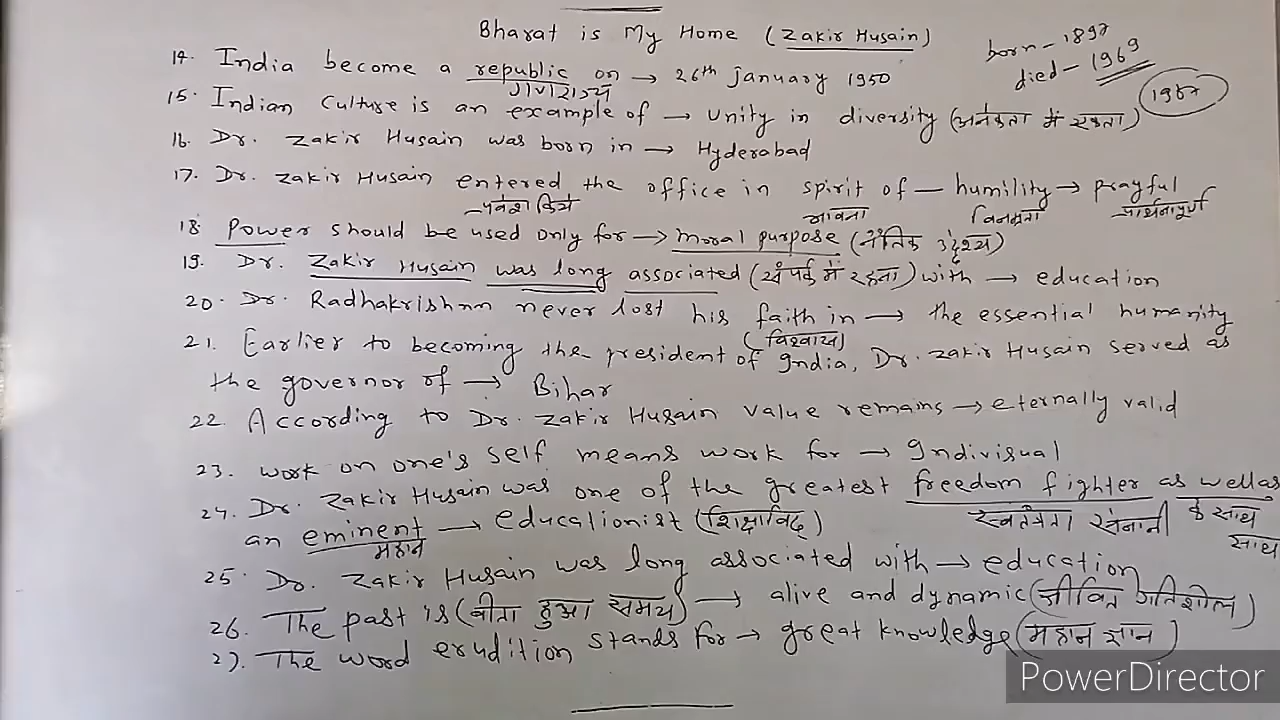 Bharat is My Home (Zakir Husain)
born - 1897
died - 1969
1967
14. India become a republic on → 26th January 1950
गणराज्य
15. Indian Culture is an example of → Unity in diversity (अनेकता में एकता)
16. Dr. Zakir Husain was born in → Hyderabad
17. Dr. Zakir Husain entered the office in spirit of — humility → prayful
प्रवेश किये भावना विनम्रता प्रार्थनापूर्ण
18 Power should be used only for → moral purpose (नैतिक उद्देश्य)
19. Dr. Zakir Husain was long associated (संपर्क में रहना) with → education
20. Dr. Radhakrishnn never lost his faith in → the essential humanity
(विश्वास)
21. Earlier to becoming the president of India, Dr. Zakir Husain served as
the governor of → Bihar
22. According to Dr. Zakir Husain value remains → eternally valid
23. Work on one's self means work for → Indivisual
24. Dr. Zakir Husain was one of the greatest freedom fighter as well as
स्वतंत्रता सेनानी के साथ साथ
an eminent → educationist (शिक्षाविद्)
महान
25. Dr. Zakir Husain was long associated with → education
26. The past is (बीता हुआ समय) → alive and dynamic (जीवित गतिशील)
27. The word erudition stands for → great knowledge (महान ज्ञान)
PowerDirector